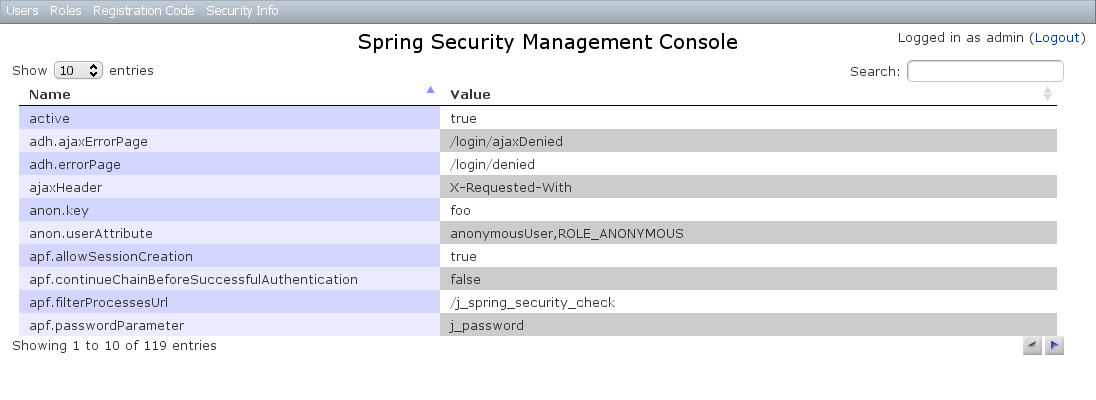 Users Roles Registration Code Security Info
Spring Security Management Console
Logged in as admin (Logout)
Show 10 entries
Search:
Name Value
active true
adh.ajaxErrorPage /login/ajaxDenied
adh.errorPage /login/denied
ajaxHeader X-Requested-With
anon.key foo
anon.userAttribute anonymousUser,ROLE_ANONYMOUS
apf.allowSessionCreation true
apf.continueChainBeforeSuccessfulAuthentication false
apf.filterProcessesUrl /j_spring_security_check
apf.passwordParameter j_password
Showing 1 to 10 of 119 entries